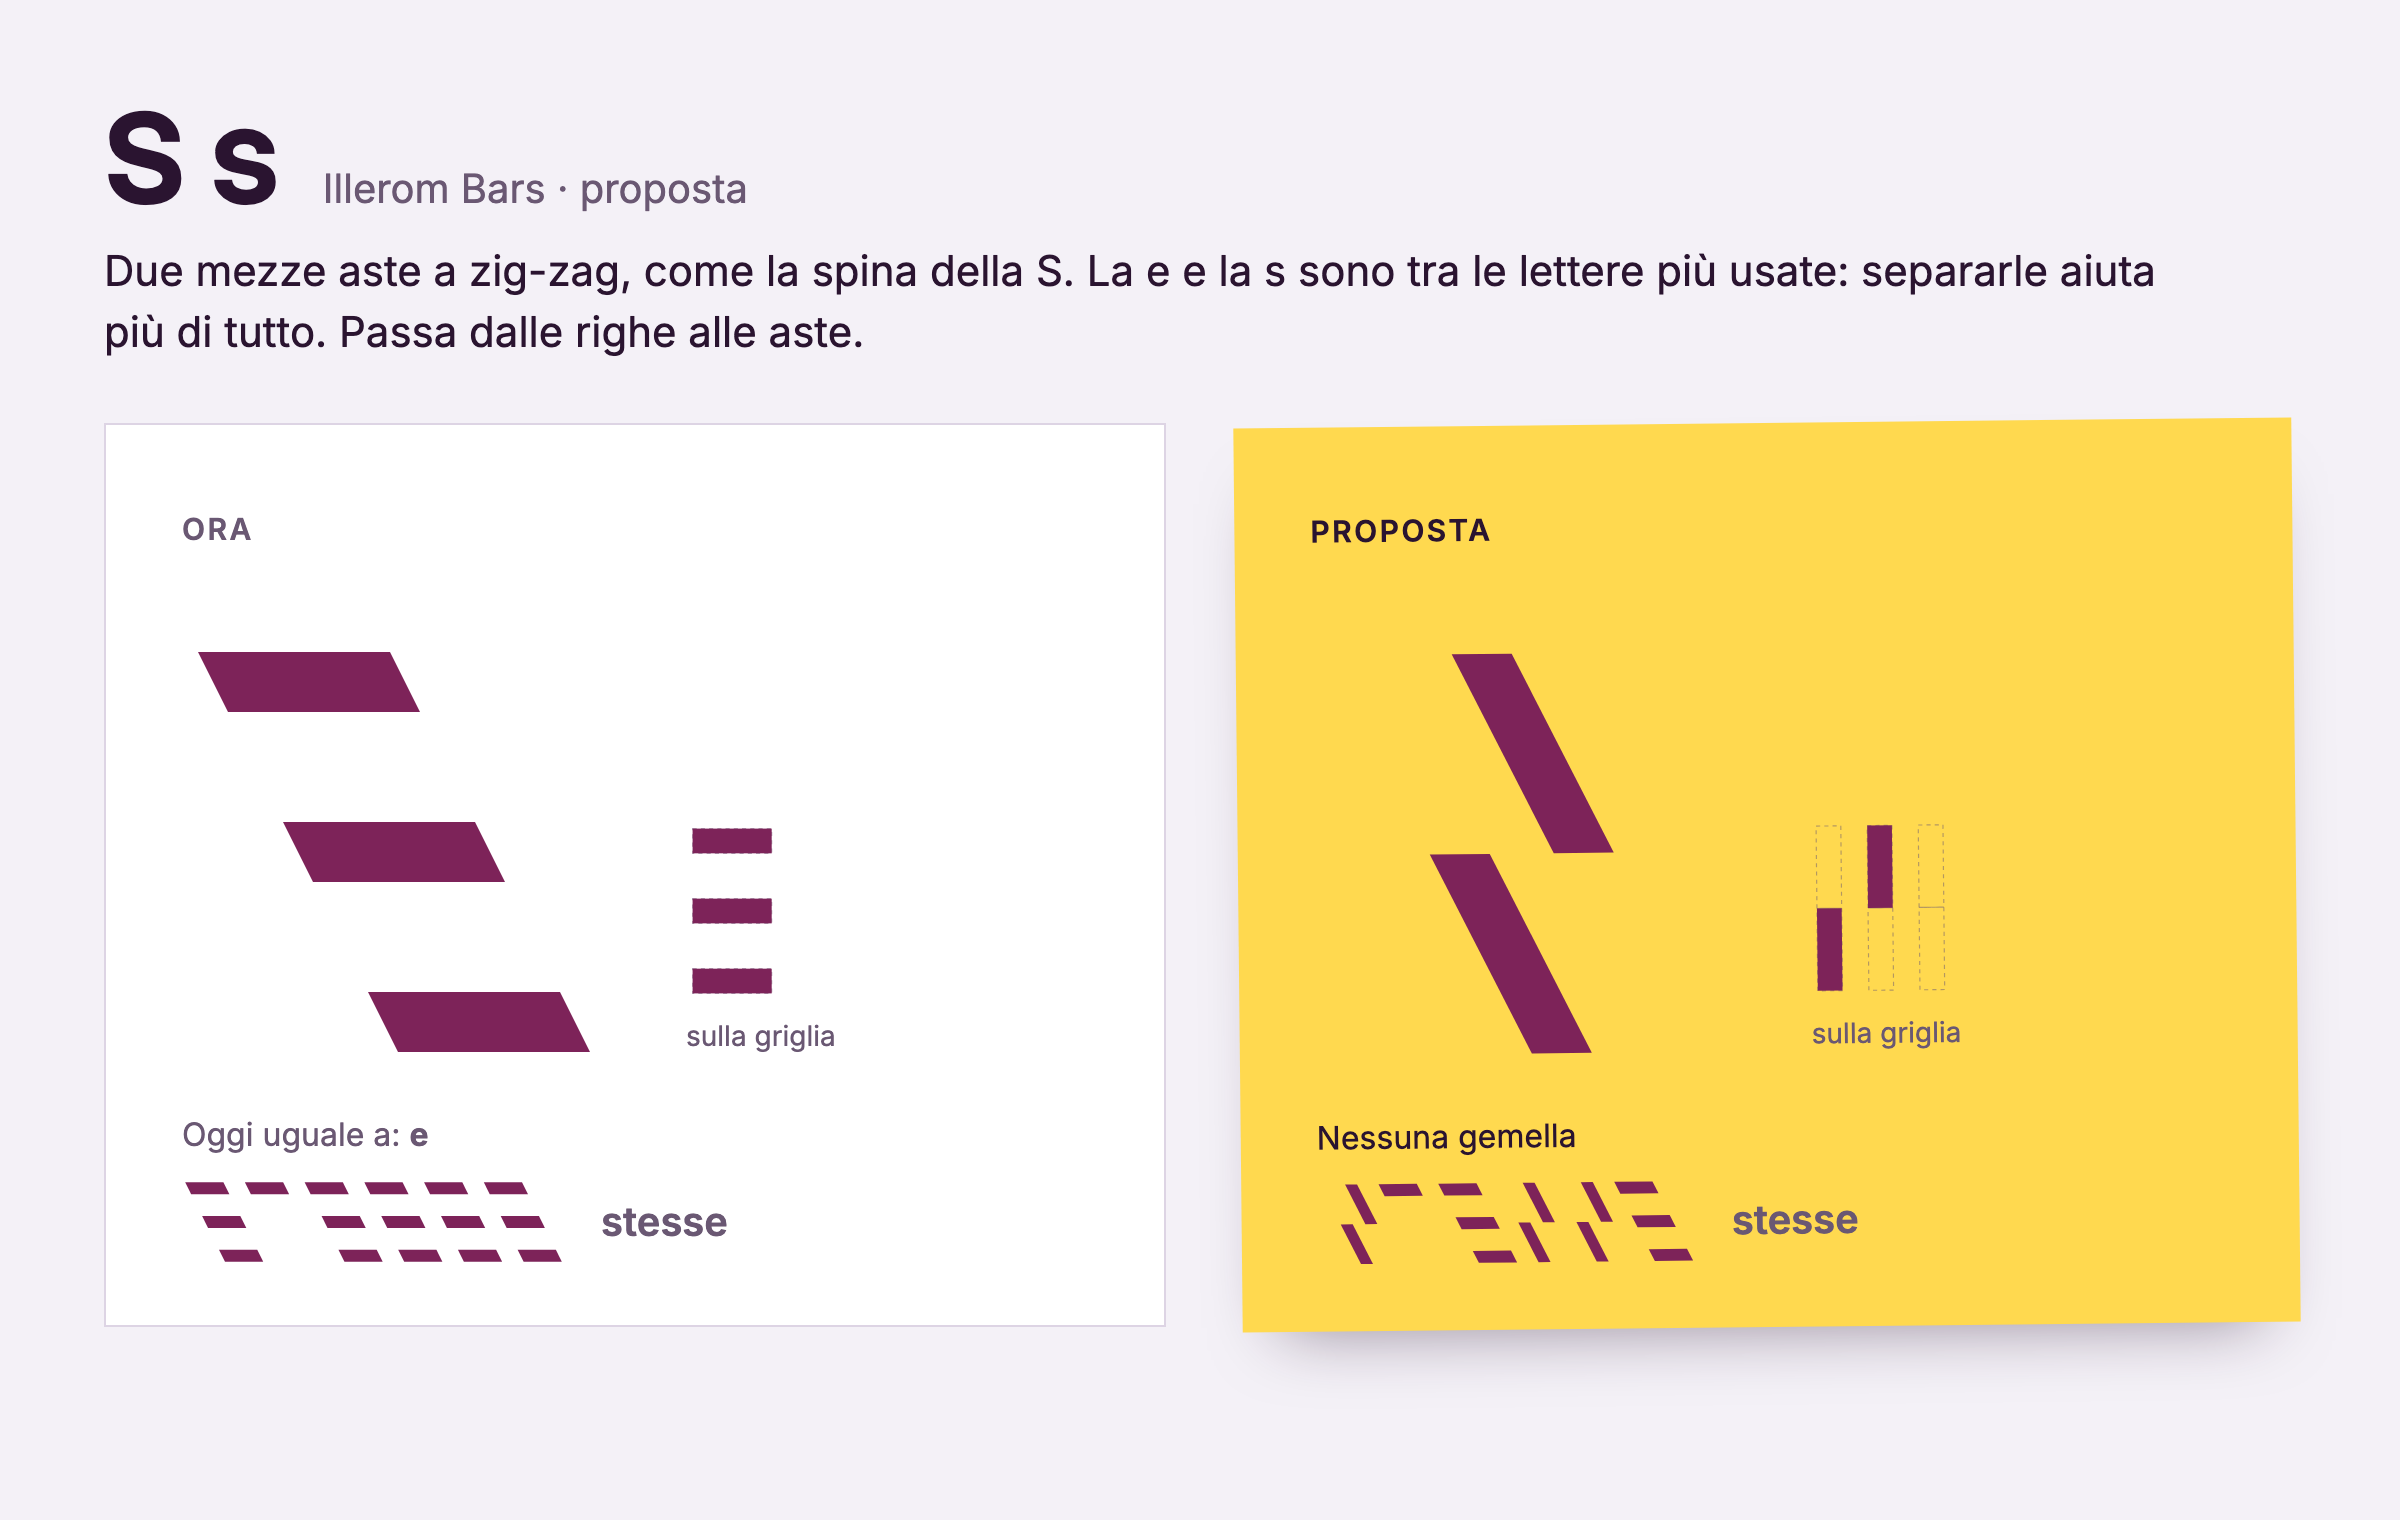 S s Illerom Bars · proposta
Due mezze aste a zig-zag, come la spina della S. La e e la s sono tra le lettere più usate: separarle aiuta
più di tutto. Passa dalle righe alle aste.
ORA
sulla griglia
Oggi uguale a: e
stesse
PROPOSTA
sulla griglia
Nessuna gemella
stesse